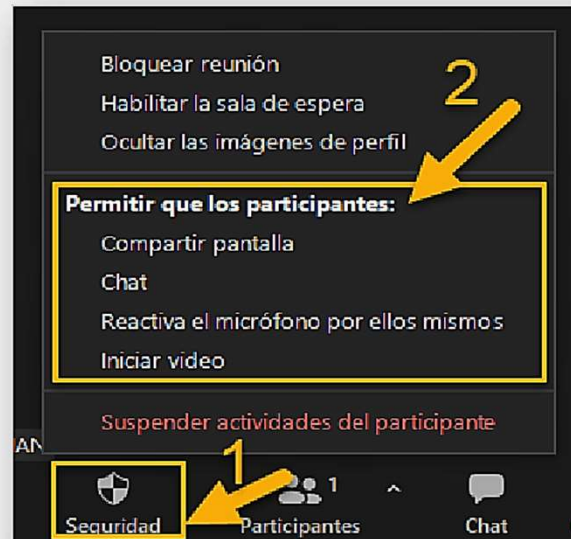 Bloquear reunión
Habilitar la sala de espera
Ocultar las imágenes de perfil
2
Permitir que los participantes:
Compartir pantalla
Chat
Reactiva el micrófono por ellos mismos
Iniciar video
Suspender actividades del participante
AN
1
1
Seguridad
Participantes
Chat